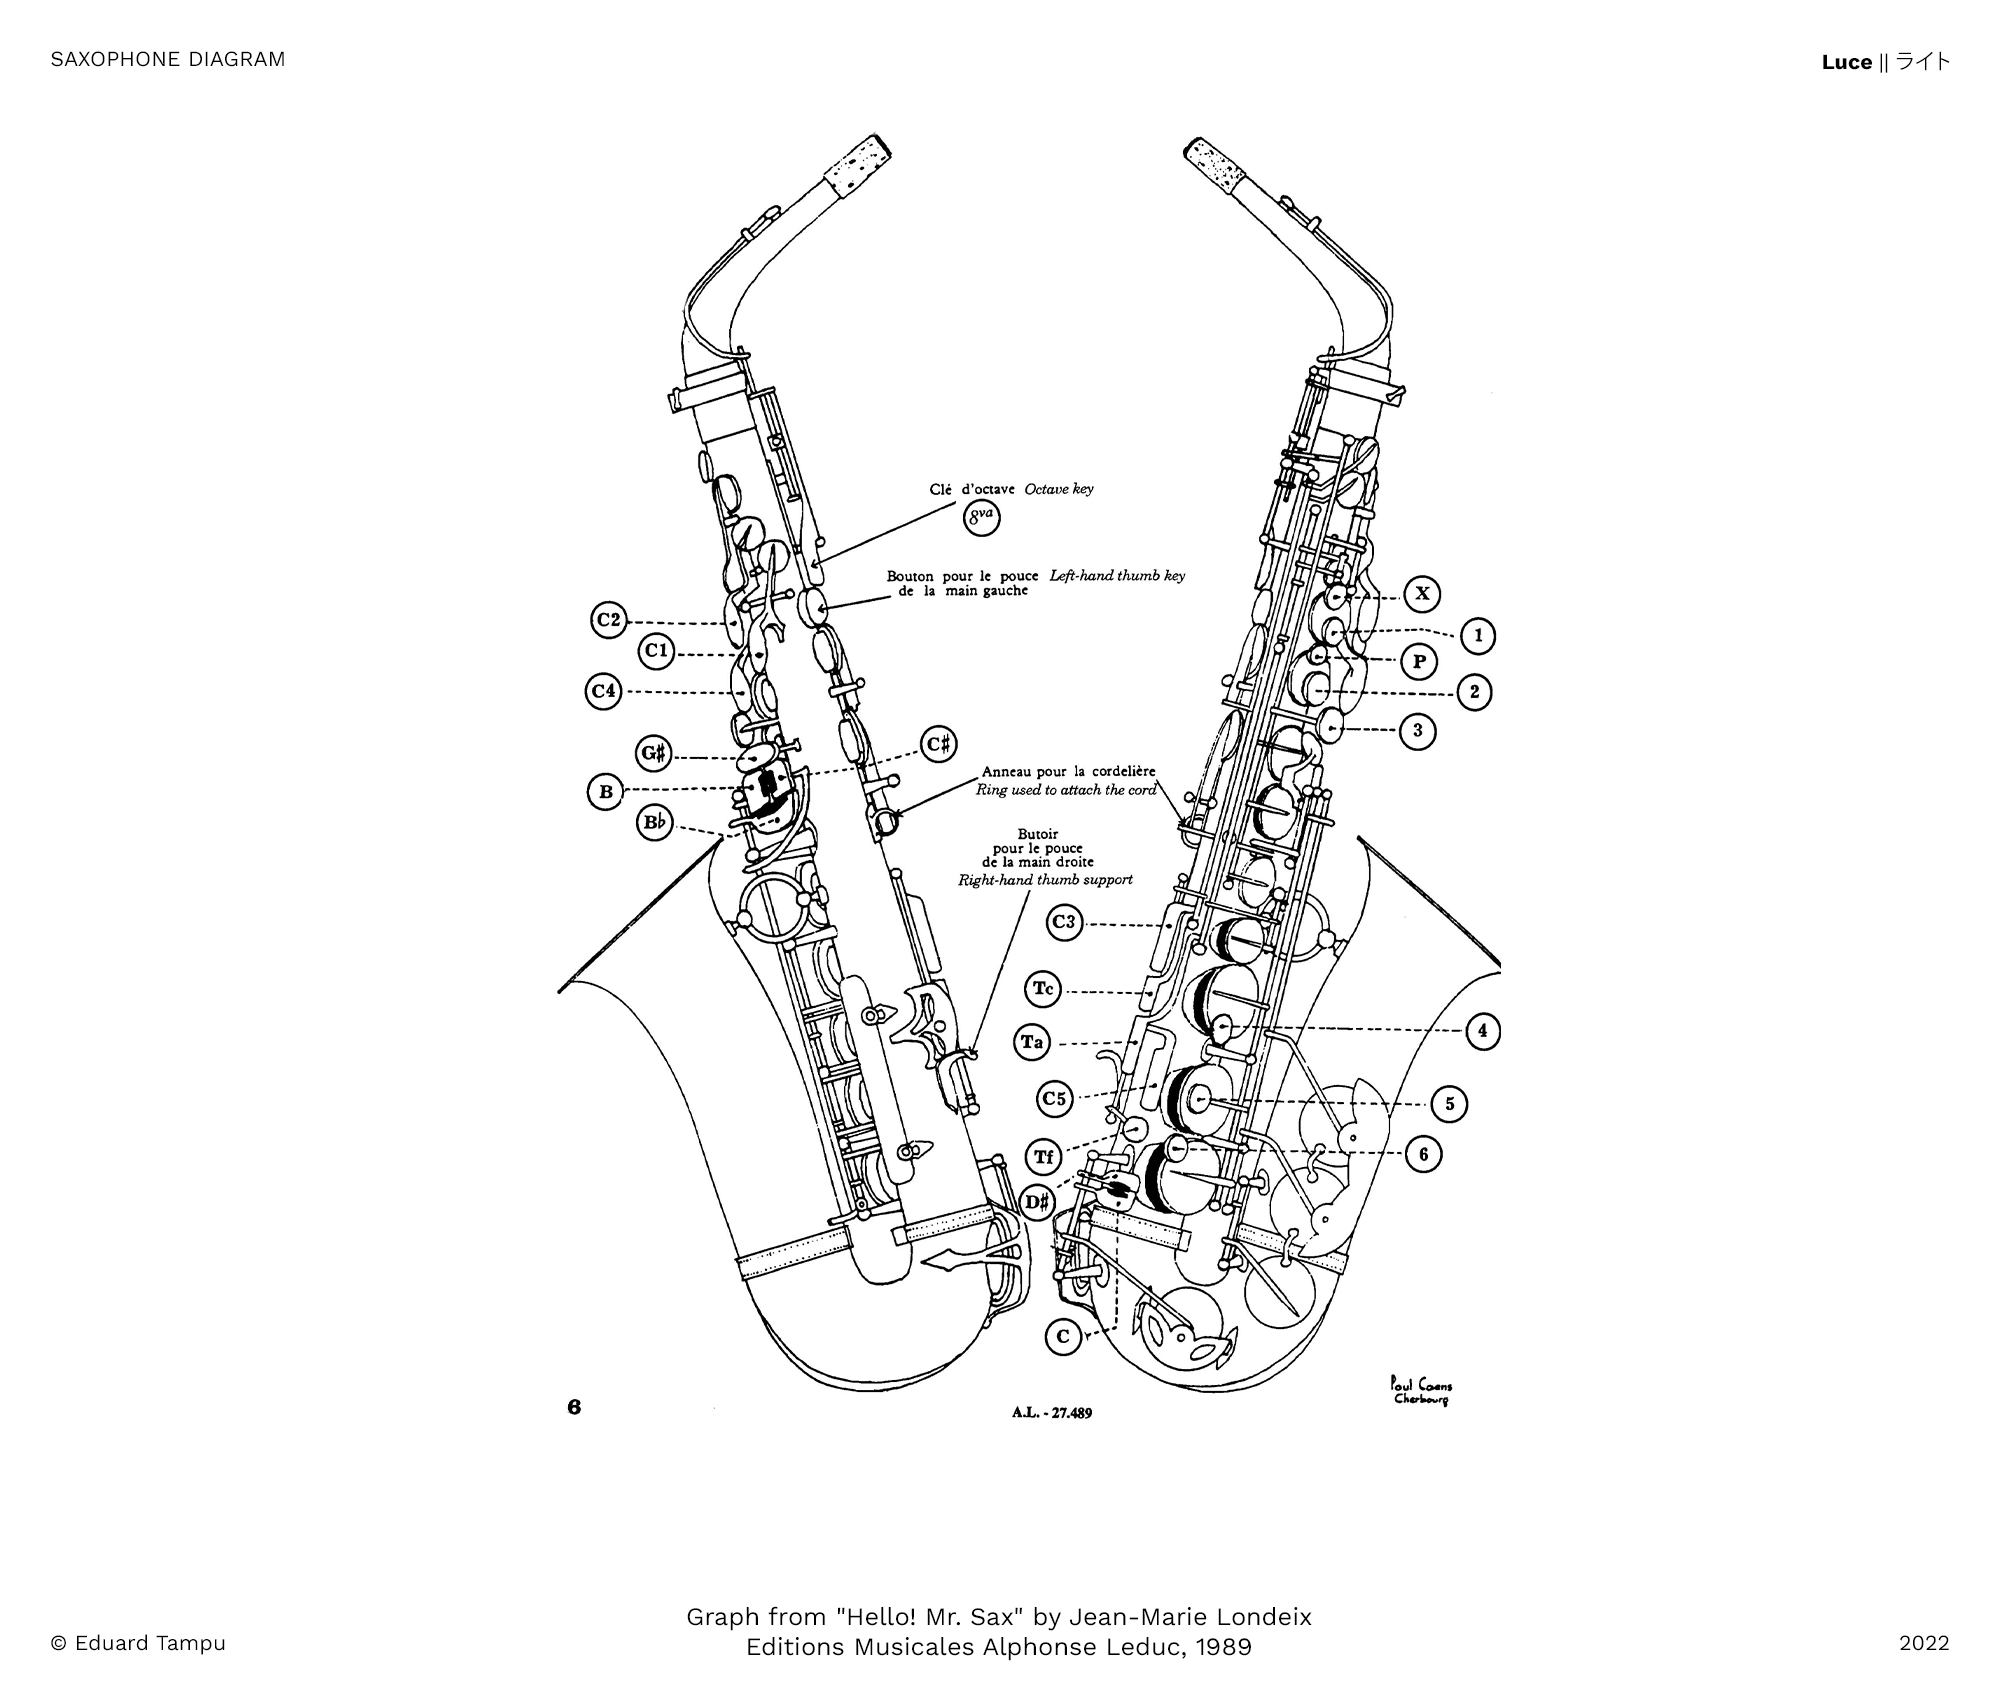 SAXOPHONE DIAGRAM
Luce || ライト
Clé d'octave Octave key
8va
Bouton pour le pouce Left-hand thumb key
de la main gauche
C2
C1
C4
G♯
B
B♭
C♯
X
1
P
2
3
Anneau pour la cordelière
Ring used to attach the cord
Butoir
pour le pouce
de la main droite
Right-hand thumb support
C3
Tc
Ta
C5
Tf
D♯
C
4
5
6
Paul Coens
Cherbourg
6
A.L. - 27.489
Graph from "Hello! Mr. Sax" by Jean-Marie Londeix
Editions Musicales Alphonse Leduc, 1989
© Eduard Tampu
2022